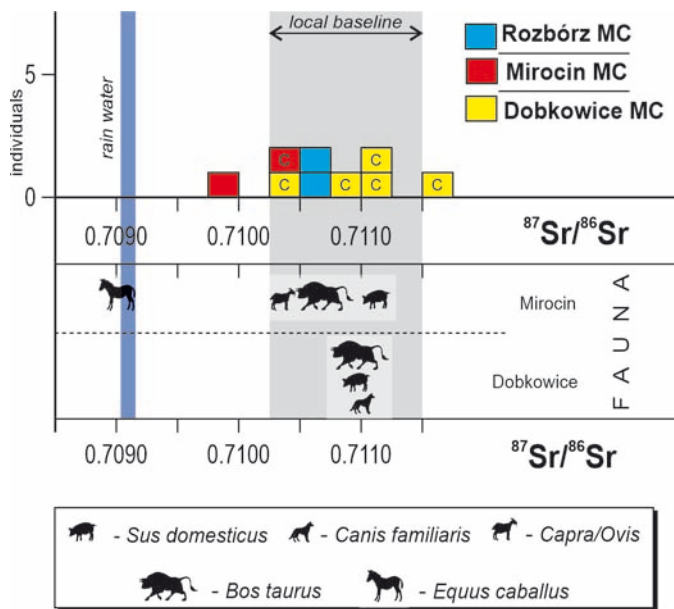 local baseline
Rozbórz MC
Mirocin MC
Dobkowice MC
individuals
5
0
rain water
C
C C
C C C
0.7090 0.7100 0.7110 ⁸⁷Sr/⁸⁶Sr
Mirocin
Dobkowice
FAUNA
0.7090 0.7100 0.7110 ⁸⁷Sr/⁸⁶Sr
- Sus domesticus - Canis familiaris - Capra/Ovis
- Bos taurus - Equus caballus